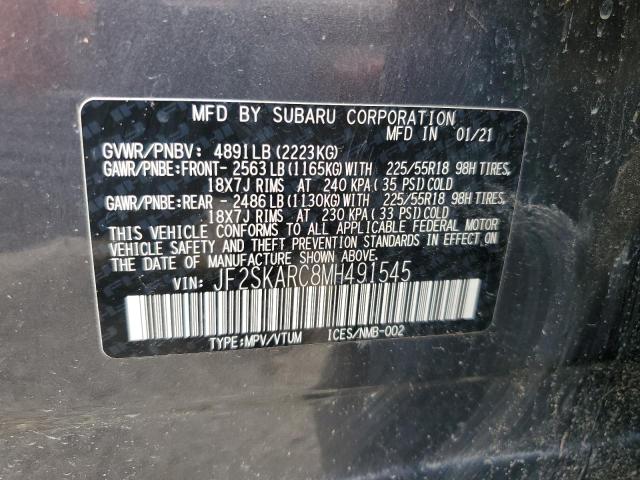 MFD BY SUBARU CORPORATION
MFD IN 01/21
GVWR/PNBV: 4891LB(2223KG)
GAWR/PNBE:FRONT-2563LB(1165KG)WITH 225/55R18 98H TIRES,
18X7J RIMS AT 240 KPA(35 PSI)COLD
GAWR/PNBE:REAR -2486LB(1130KG)WITH 225/55R18 98H TIRES,
18X7J RIMS AT 230 KPA(33 PSI)COLD
THIS VEHICLE CONFORMS TO ALL APPLICABLE FEDERAL MOTOR
VEHICLE SAFETY AND THEFT PREVENTION STANDARDS IN EFFECT ON
THE DATE OF MANUFACTURE SHOWN ABOVE.
VIN: JF2SKARC8MH491545
TYPE:MPV/VTUM ICES/NMB-002